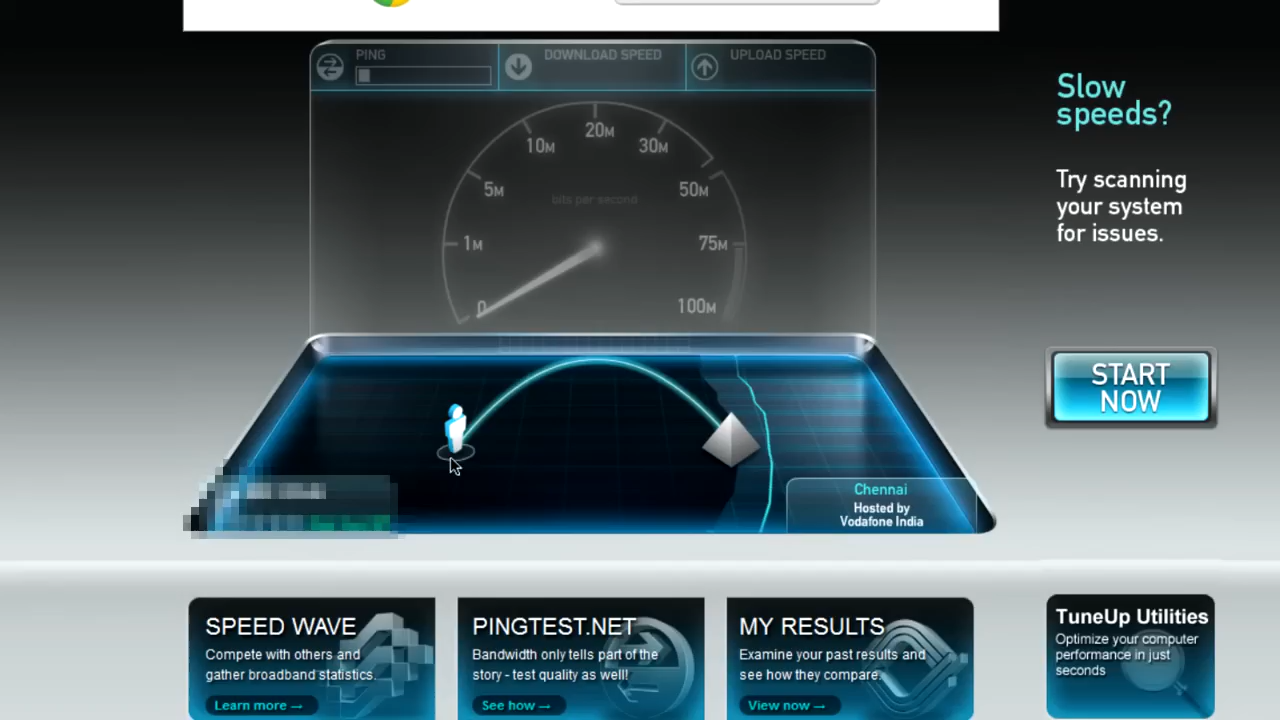 PING
DOWNLOAD SPEED
UPLOAD SPEED
20M
10M
30M
5M
50M
bits per second
1M
75M
0
100M
Slow
speeds?
Try scanning
your system
for issues.
START
NOW
Chennai
Hosted by
Vodafone India
SPEED WAVE
Compete with others and
gather broadband statistics.
Learn more →
PINGTEST.NET
Bandwidth only tells part of the
story - test quality as well!
See how →
MY RESULTS
Examine your past results and
see how they compare.
View now →
TuneUp Utilities
Optimize your computer
performance in just
seconds